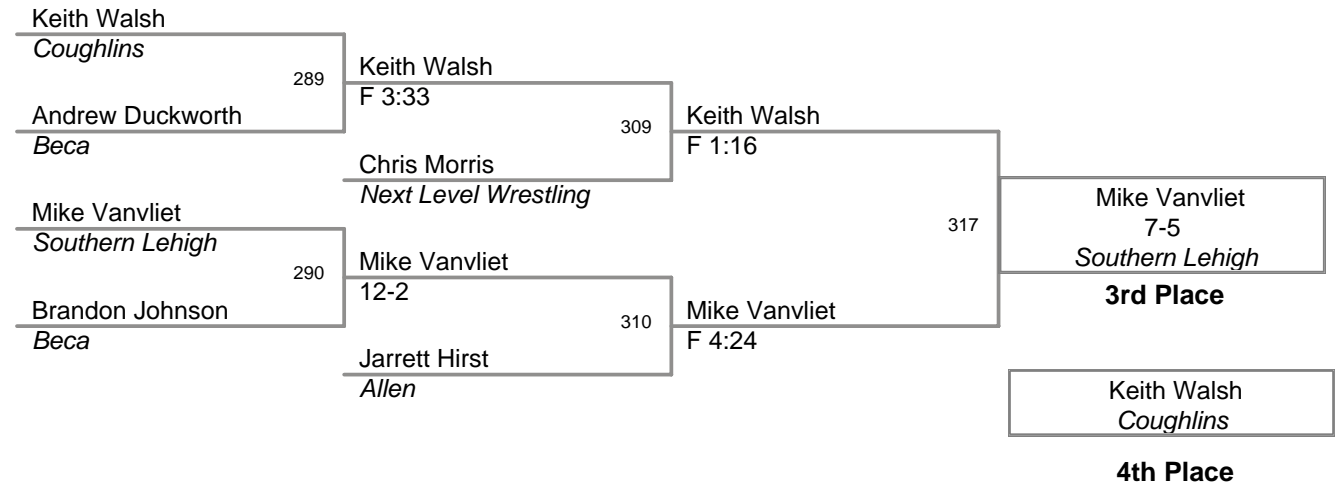 Keith Walsh
Coughlins
289
Keith Walsh
F 3:33
Andrew Duckworth
Beca
309
Keith Walsh
F 1:16
Chris Morris
Next Level Wrestling
Mike Vanvliet
Southern Lehigh
317
Mike Vanvliet
7-5
Southern Lehigh
3rd Place
290
Mike Vanvliet
12-2
Brandon Johnson
Beca
310
Mike Vanvliet
F 4:24
Jarrett Hirst
Allen
Keith Walsh
Coughlins
4th Place